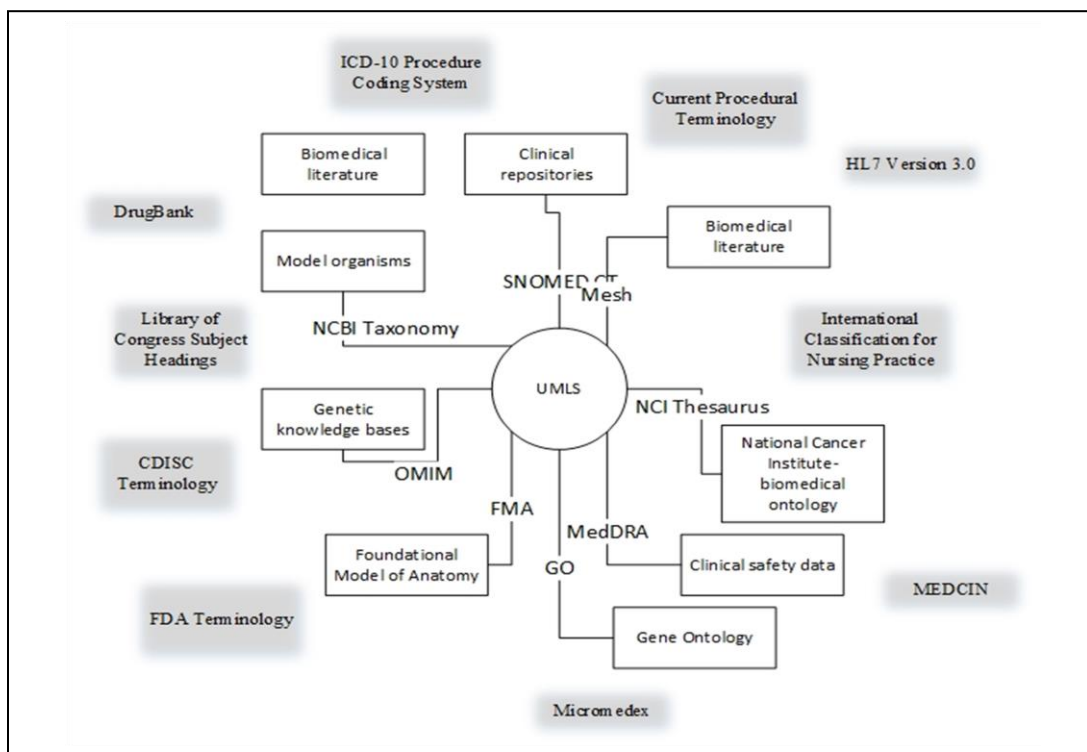 ICD-10 Procedure
Coding System
Current Procedural
Terminology
Biomedical
literature
Clinical
repositories
HL7 Version 3.0
DrugBank
Biomedical
literature
Model organisms
SNOMED CT
Mesh
NCBI Taxonomy
Library of
Congress Subject
Headings
International
Classification for
Nursing Practice
UMLS
NCI Thesaurus
Genetic
knowledge bases
OMIM
CDISC
Terminology
National Cancer
Institute-
biomedical
ontology
FMA
MedDRA
GO
Foundational
Model of Anatomy
Clinical safety data
MEDCIN
FDA Terminology
Gene Ontology
Micromedex